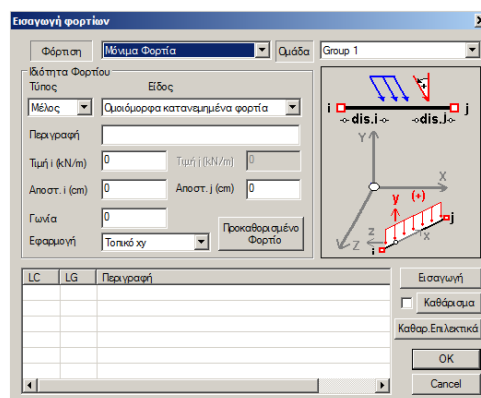 Εισαγωγή φορτίων
Φόρτιση Μόνιμα Φορτία Ομάδα Group 1
Ιδιότητα Φορτίου
Τύπος Είδος
Μέλος Ομοιόμορφα κατανεμημένα φορτία
Περιγραφή
Τιμή i (kN/m) 0 Τιμή j (kN/m) 0
Αποστ. i (cm) 0 Αποστ. j (cm) 0
Γωνία 0
Προκαθορισμένο
Φορτίο
Εφαρμογή Τοπικό xy
i j
dis.i dis.j
Y
X
y (+)
j
z x
Z i
LC LG Περιγραφή
Εισαγωγή
Καθάρισμα
Καθαρ.Επιλεκτικά
OK
Cancel